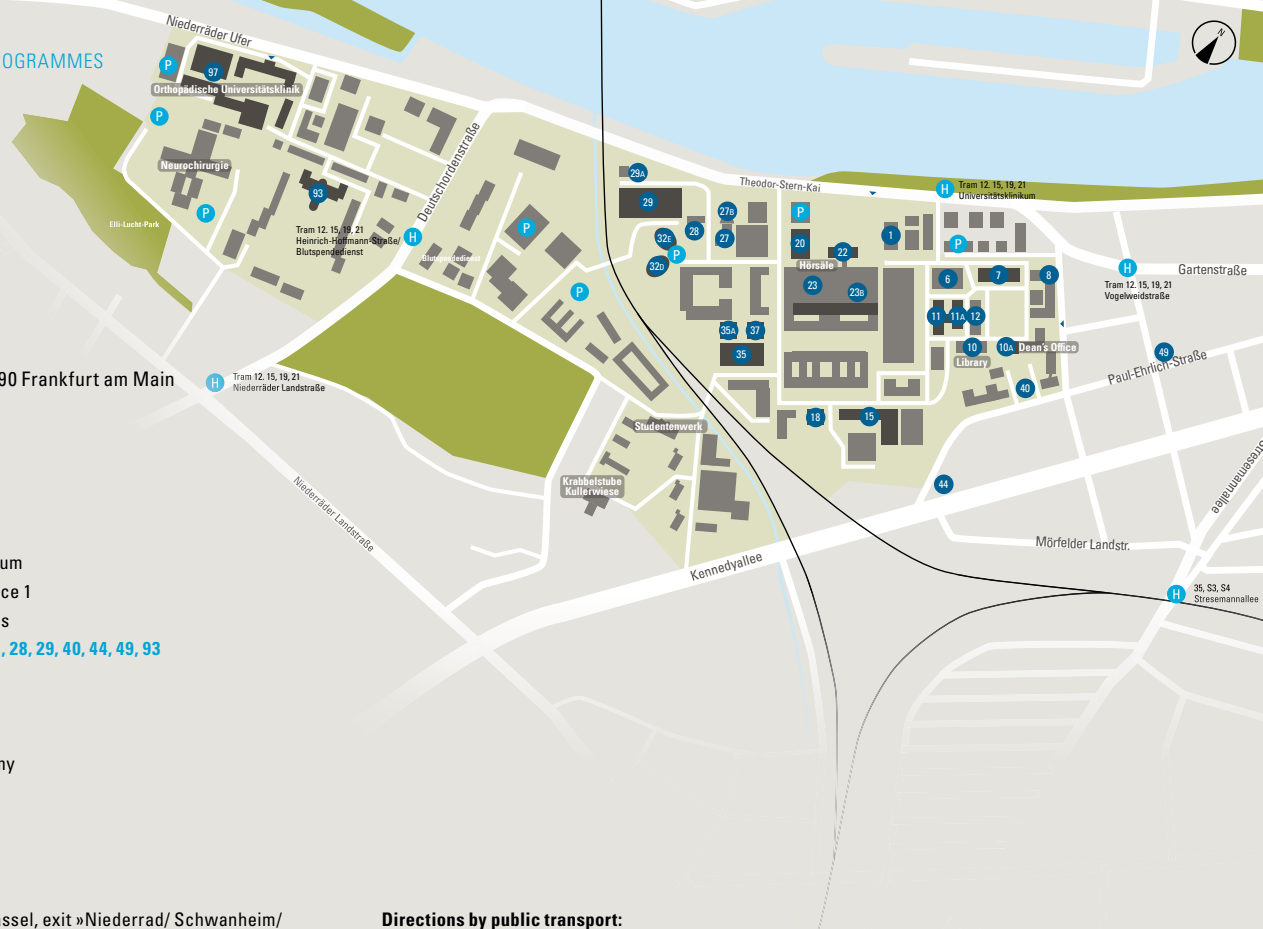 Niederräder Ufer
N
OGRAMMES
P
97
Orthopädische Universitätsklinik
P
Neurochirurgie
93
P
Elli-Lucht-Park
Deutschordenstraße
Tram 12. 15, 19, 21
Heinrich-Hoffmann-Straße/
Blutspendedienst
H
Blutspendedienst
P
P
29A
29
32E
32D
P
28
27B
27
Theodor-Stern-Kai
P
20
Hörsäle
22
23
23B
1
H
Tram 12. 15, 19, 21
Universitätsklinikum
P
6
7
8
11
11A
12
10
Library
10A
Dean's Office
40
H
Tram 12. 15, 19, 21
Vogelweidstraße
Gartenstraße
49
Paul-Ehrlich-Straße
35A
37
35
18
15
44
90 Frankfurt am Main
H
Tram 12. 15, 19, 21
Niederräder Landstraße
Studentenwerk
Krabbelstube
Kullerwiese
Niederräder Landstraße
Kennedyallee
Stresemannallee
Mörfelder Landstr.
H
35, S3, S4
Stresemannallee
um
ce 1
s
, 28, 29, 40, 44, 49, 93
ny
assel, exit »Niederrad/ Schwanheim/
Directions by public transport: